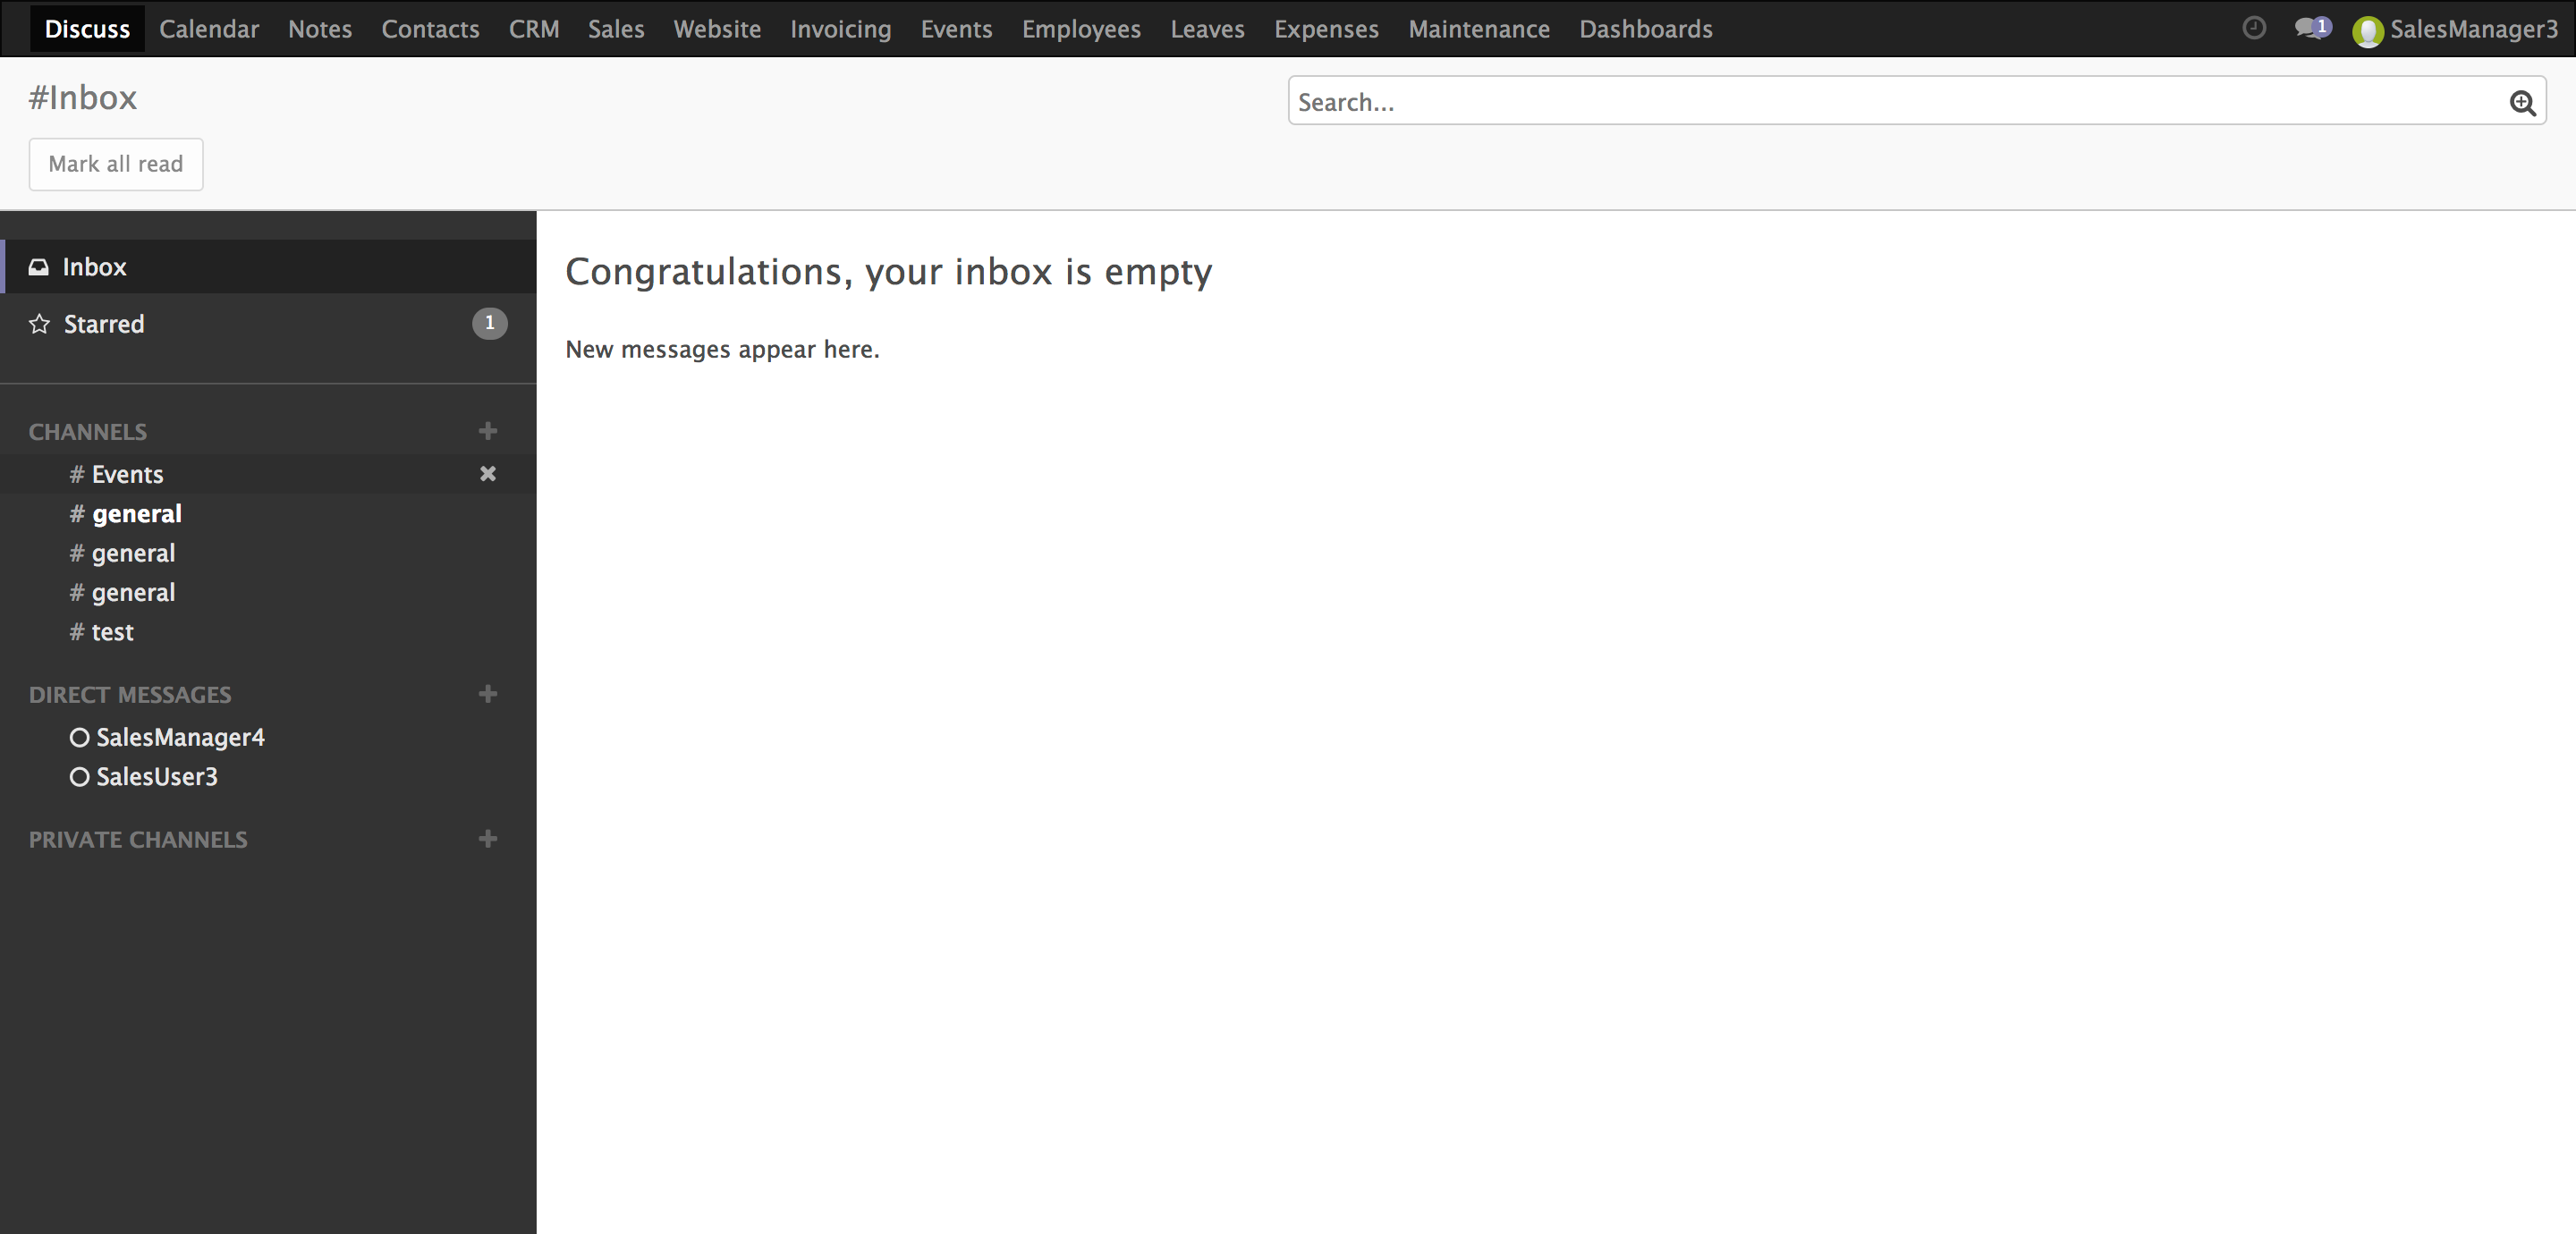 Discuss Calendar Notes Contacts CRM Sales Website Invoicing Events Employees Leaves Expenses Maintenance Dashboards 1 SalesManager3
#Inbox
Search...
Mark all read
Inbox
Starred 1
CHANNELS
# Events
# general
# general
# general
# test
DIRECT MESSAGES
SalesManager4
SalesUser3
PRIVATE CHANNELS
Congratulations, your inbox is empty
New messages appear here.